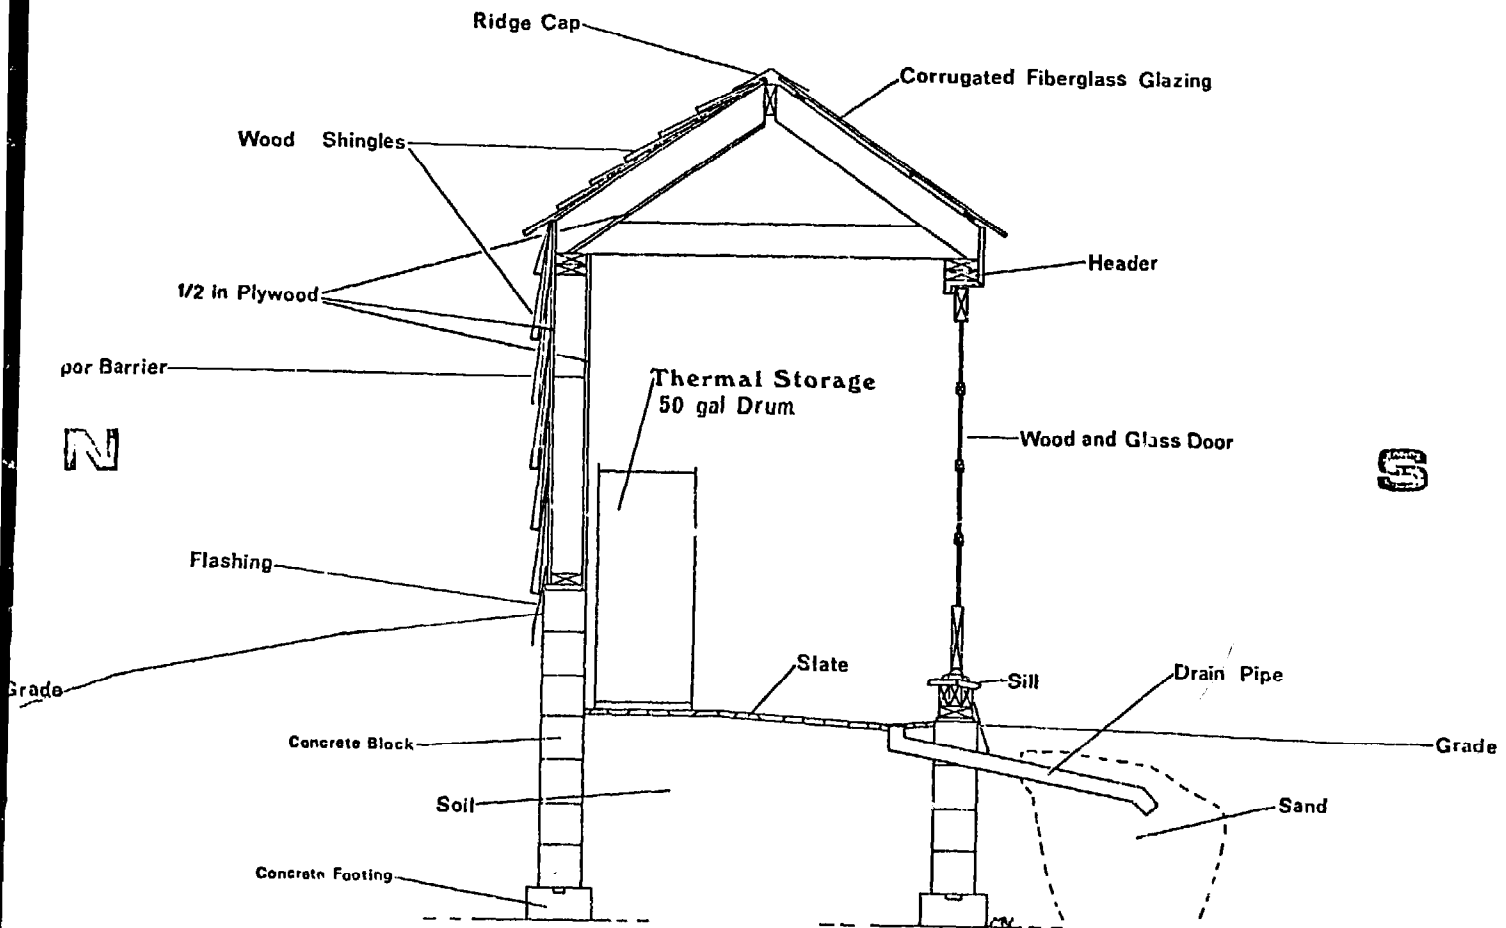 Ridge Cap
Corrugated Fiberglass Glazing
Wood Shingles
Header
1/2 in Plywood
por Barrier
Thermal Storage
50 gal Drum
N
Wood and Glass Door
S
Flashing
Slate
Drain Pipe
Sill
Grade
Concrete Block
Grade
Soil
Sand
Concrete Footing